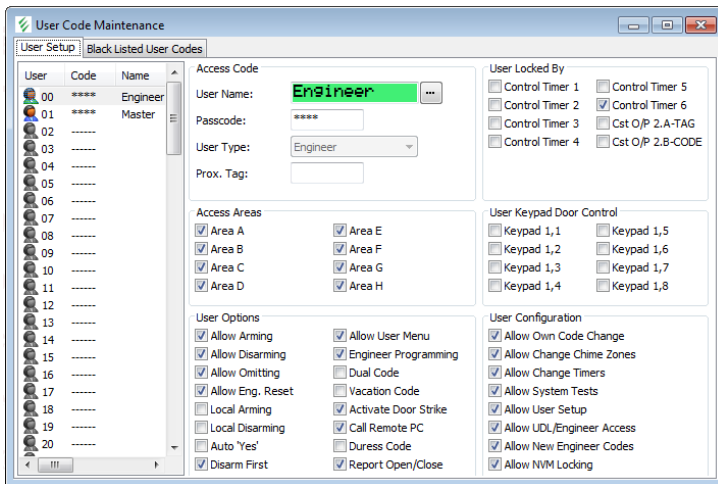 User Code Maintenance
User Setup Black Listed User Codes
User Code Name
00 **** Engineer
01 **** Master
02 ------
03 ------
04 ------
05 ------
06 ------
07 ------
08 ------
09 ------
10 ------
11 ------
12 ------
13 ------
14 ------
15 ------
16 ------
17 ------
18 ------
19 ------
20 ------
Access Code
User Name: Engineer ...
Passcode: ****
User Type: Engineer
Prox. Tag:
User Locked By
Control Timer 1 Control Timer 5
Control Timer 2 Control Timer 6
Control Timer 3 Cst O/P 2.A-TAG
Control Timer 4 Cst O/P 2.B-CODE
Access Areas
Area A Area E
Area B Area F
Area C Area G
Area D Area H
User Keypad Door Control
Keypad 1,1 Keypad 1,5
Keypad 1,2 Keypad 1,6
Keypad 1,3 Keypad 1,7
Keypad 1,4 Keypad 1,8
User Options
Allow Arming Allow User Menu
Allow Disarming Engineer Programming
Allow Omitting Dual Code
Allow Eng. Reset Vacation Code
Local Arming Activate Door Strike
Local Disarming Call Remote PC
Auto 'Yes' Duress Code
Disarm First Report Open/Close
User Configuration
Allow Own Code Change
Allow Change Chime Zones
Allow Change Timers
Allow System Tests
Allow User Setup
Allow UDL/Engineer Access
Allow New Engineer Codes
Allow NVM Locking